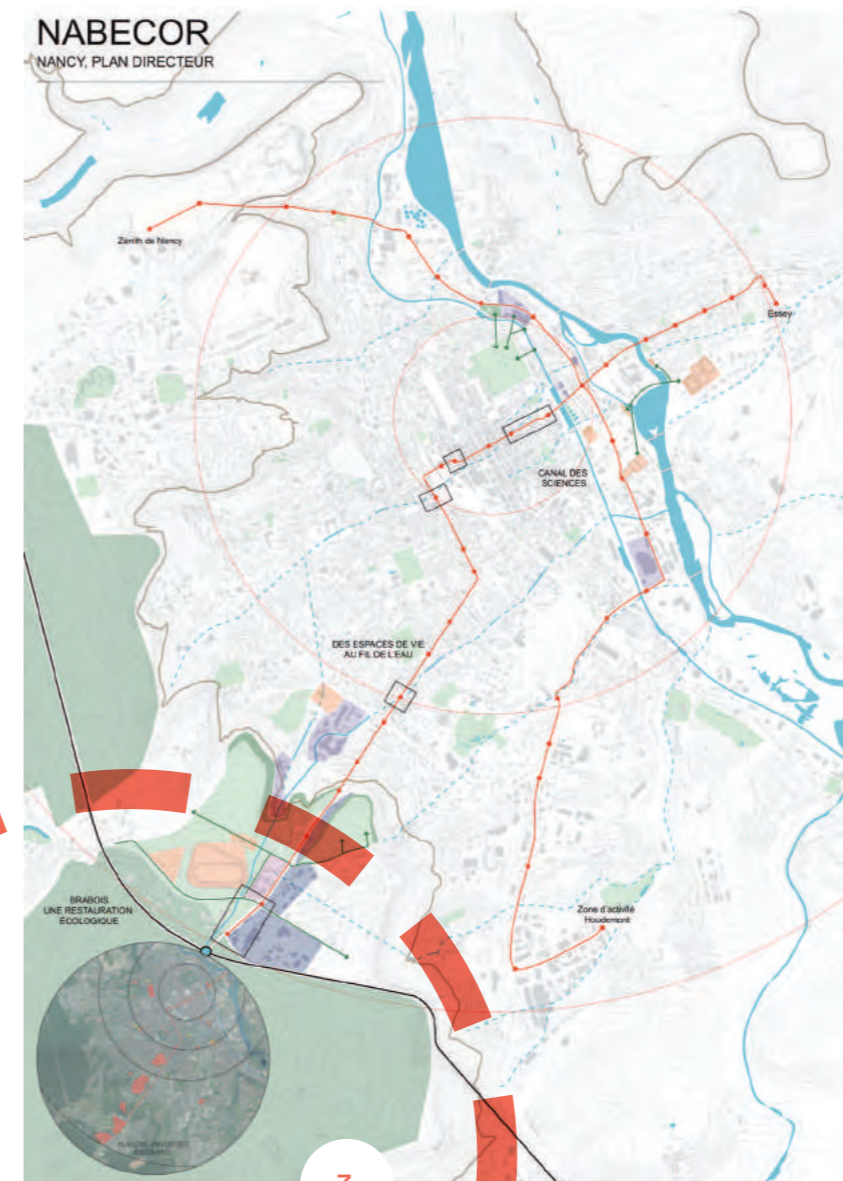 NABECOR
NANCY, PLAN DIRECTEUR
Zénith de Nancy
Essey
CANAL DES
SCIENCES
DES ESPACES DE VIE
AU FIL DE L'EAU
BRABOIS
UNE RESTAURATION
ÉCOLOGIQUE
Zone d'activité
Houdemont